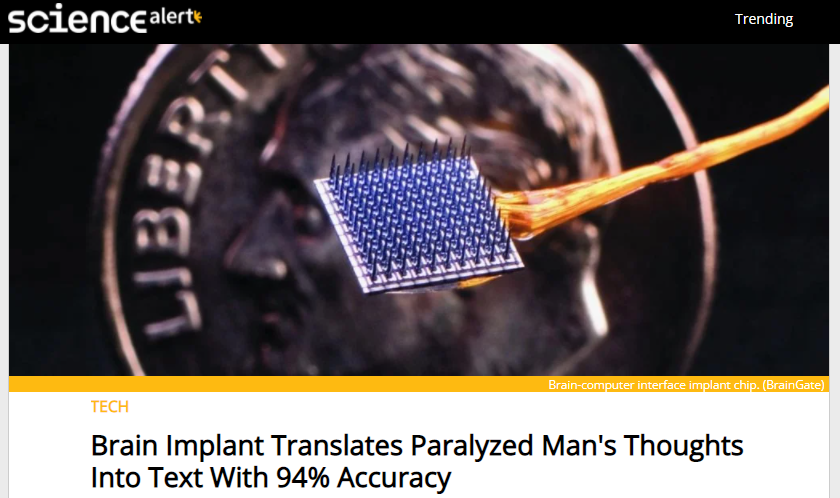 sciencealert
Trending
LIBERTY
Brain-computer interface implant chip. (BrainGate)
TECH
Brain Implant Translates Paralyzed Man's Thoughts
Into Text With 94% Accuracy